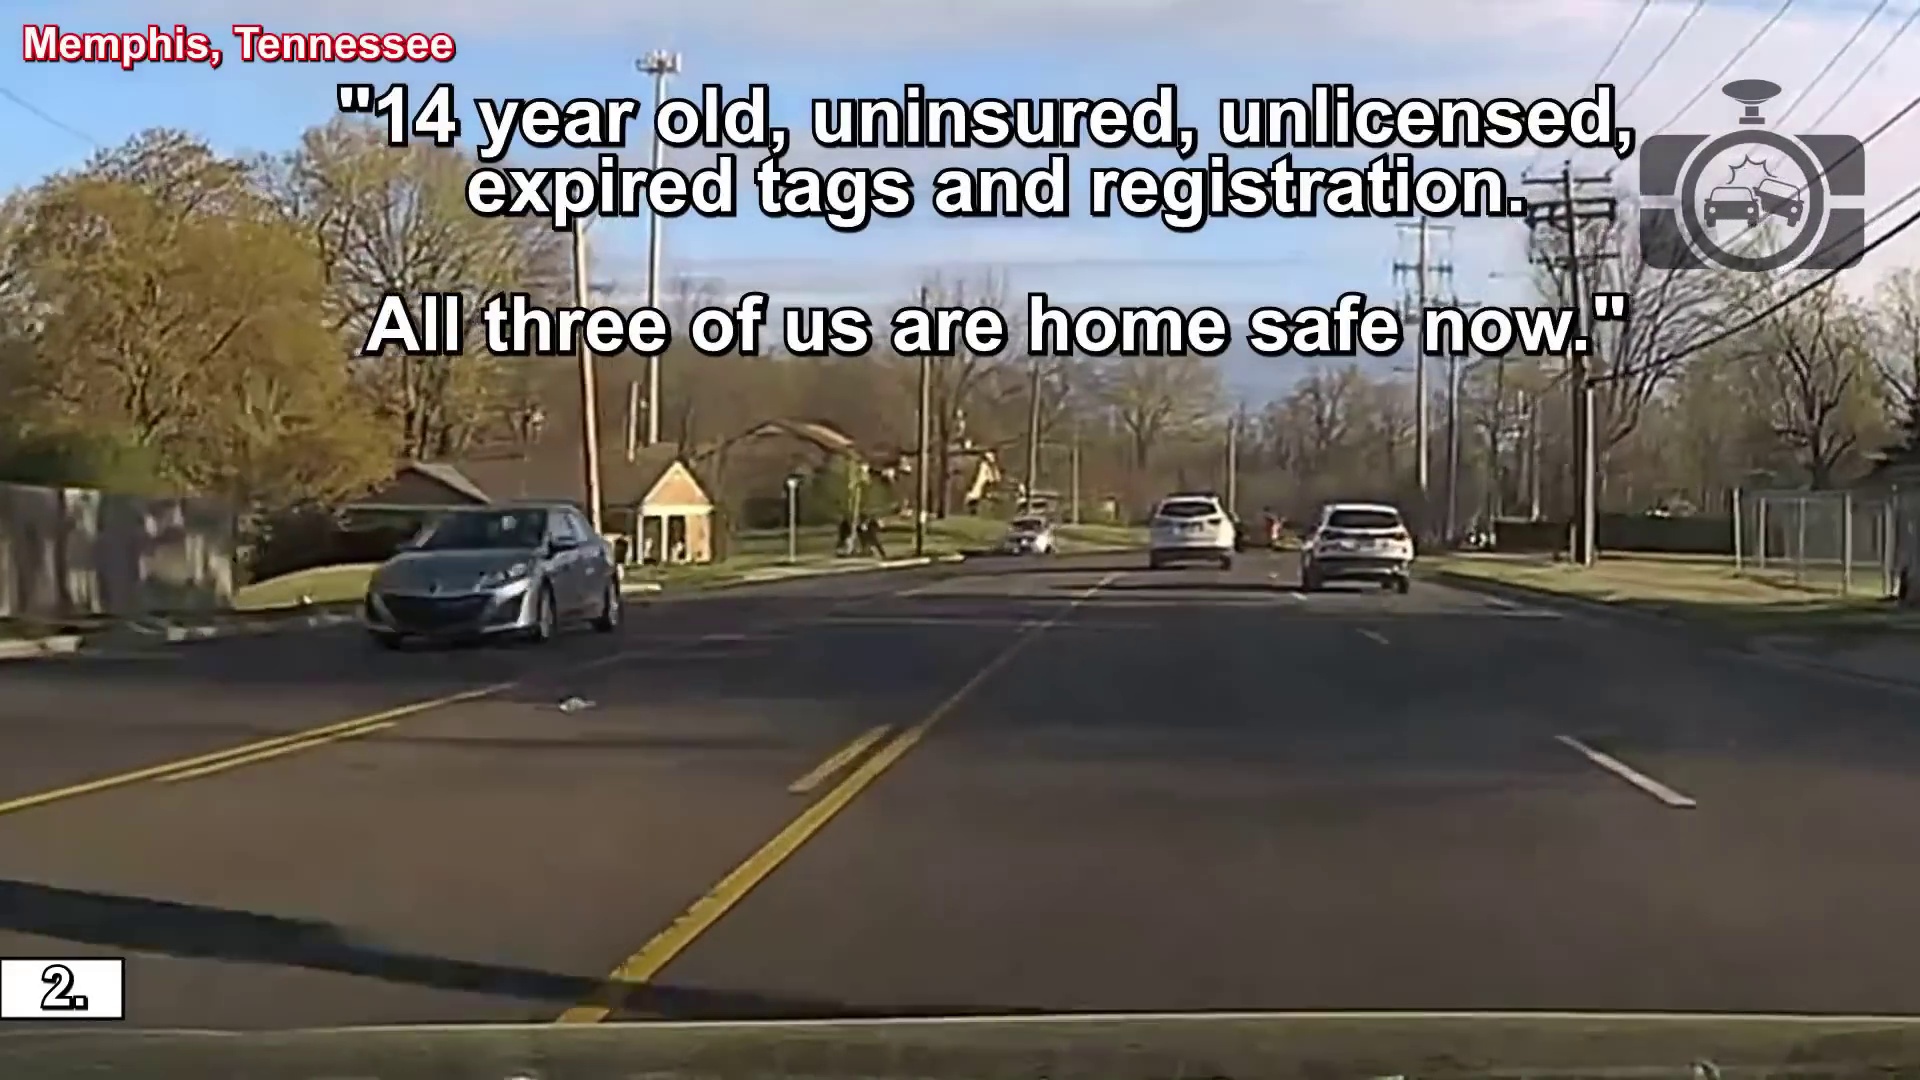 Memphis, Tennessee
"14 year old, uninsured, unlicensed,
expired tags and registration.
All three of us are home safe now."
2.